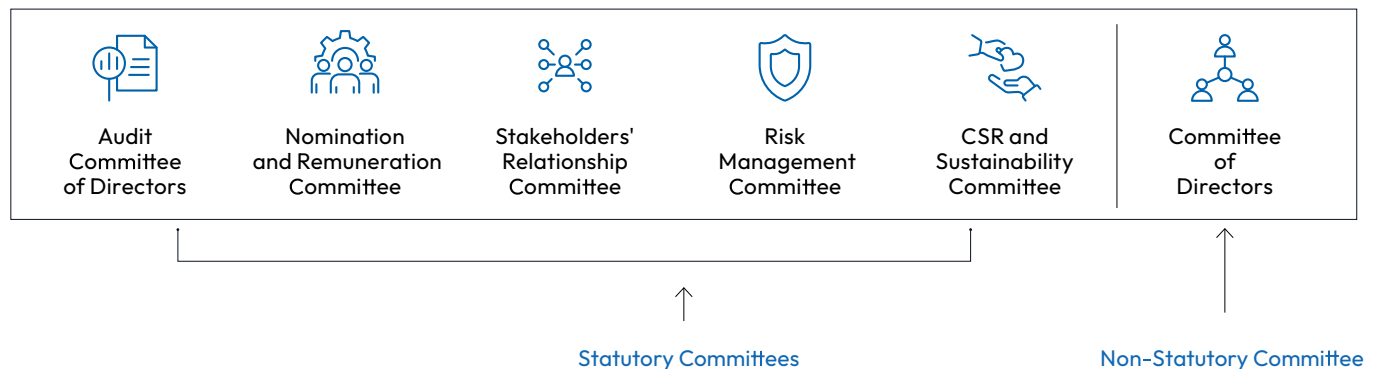 Audit
Committee
of Directors
Nomination
and Remuneration
Committee
Stakeholders'
Relationship
Committee
Risk
Management
Committee
CSR and
Sustainability
Committee
Committee
of
Directors
Statutory Committees
Non-Statutory Committee